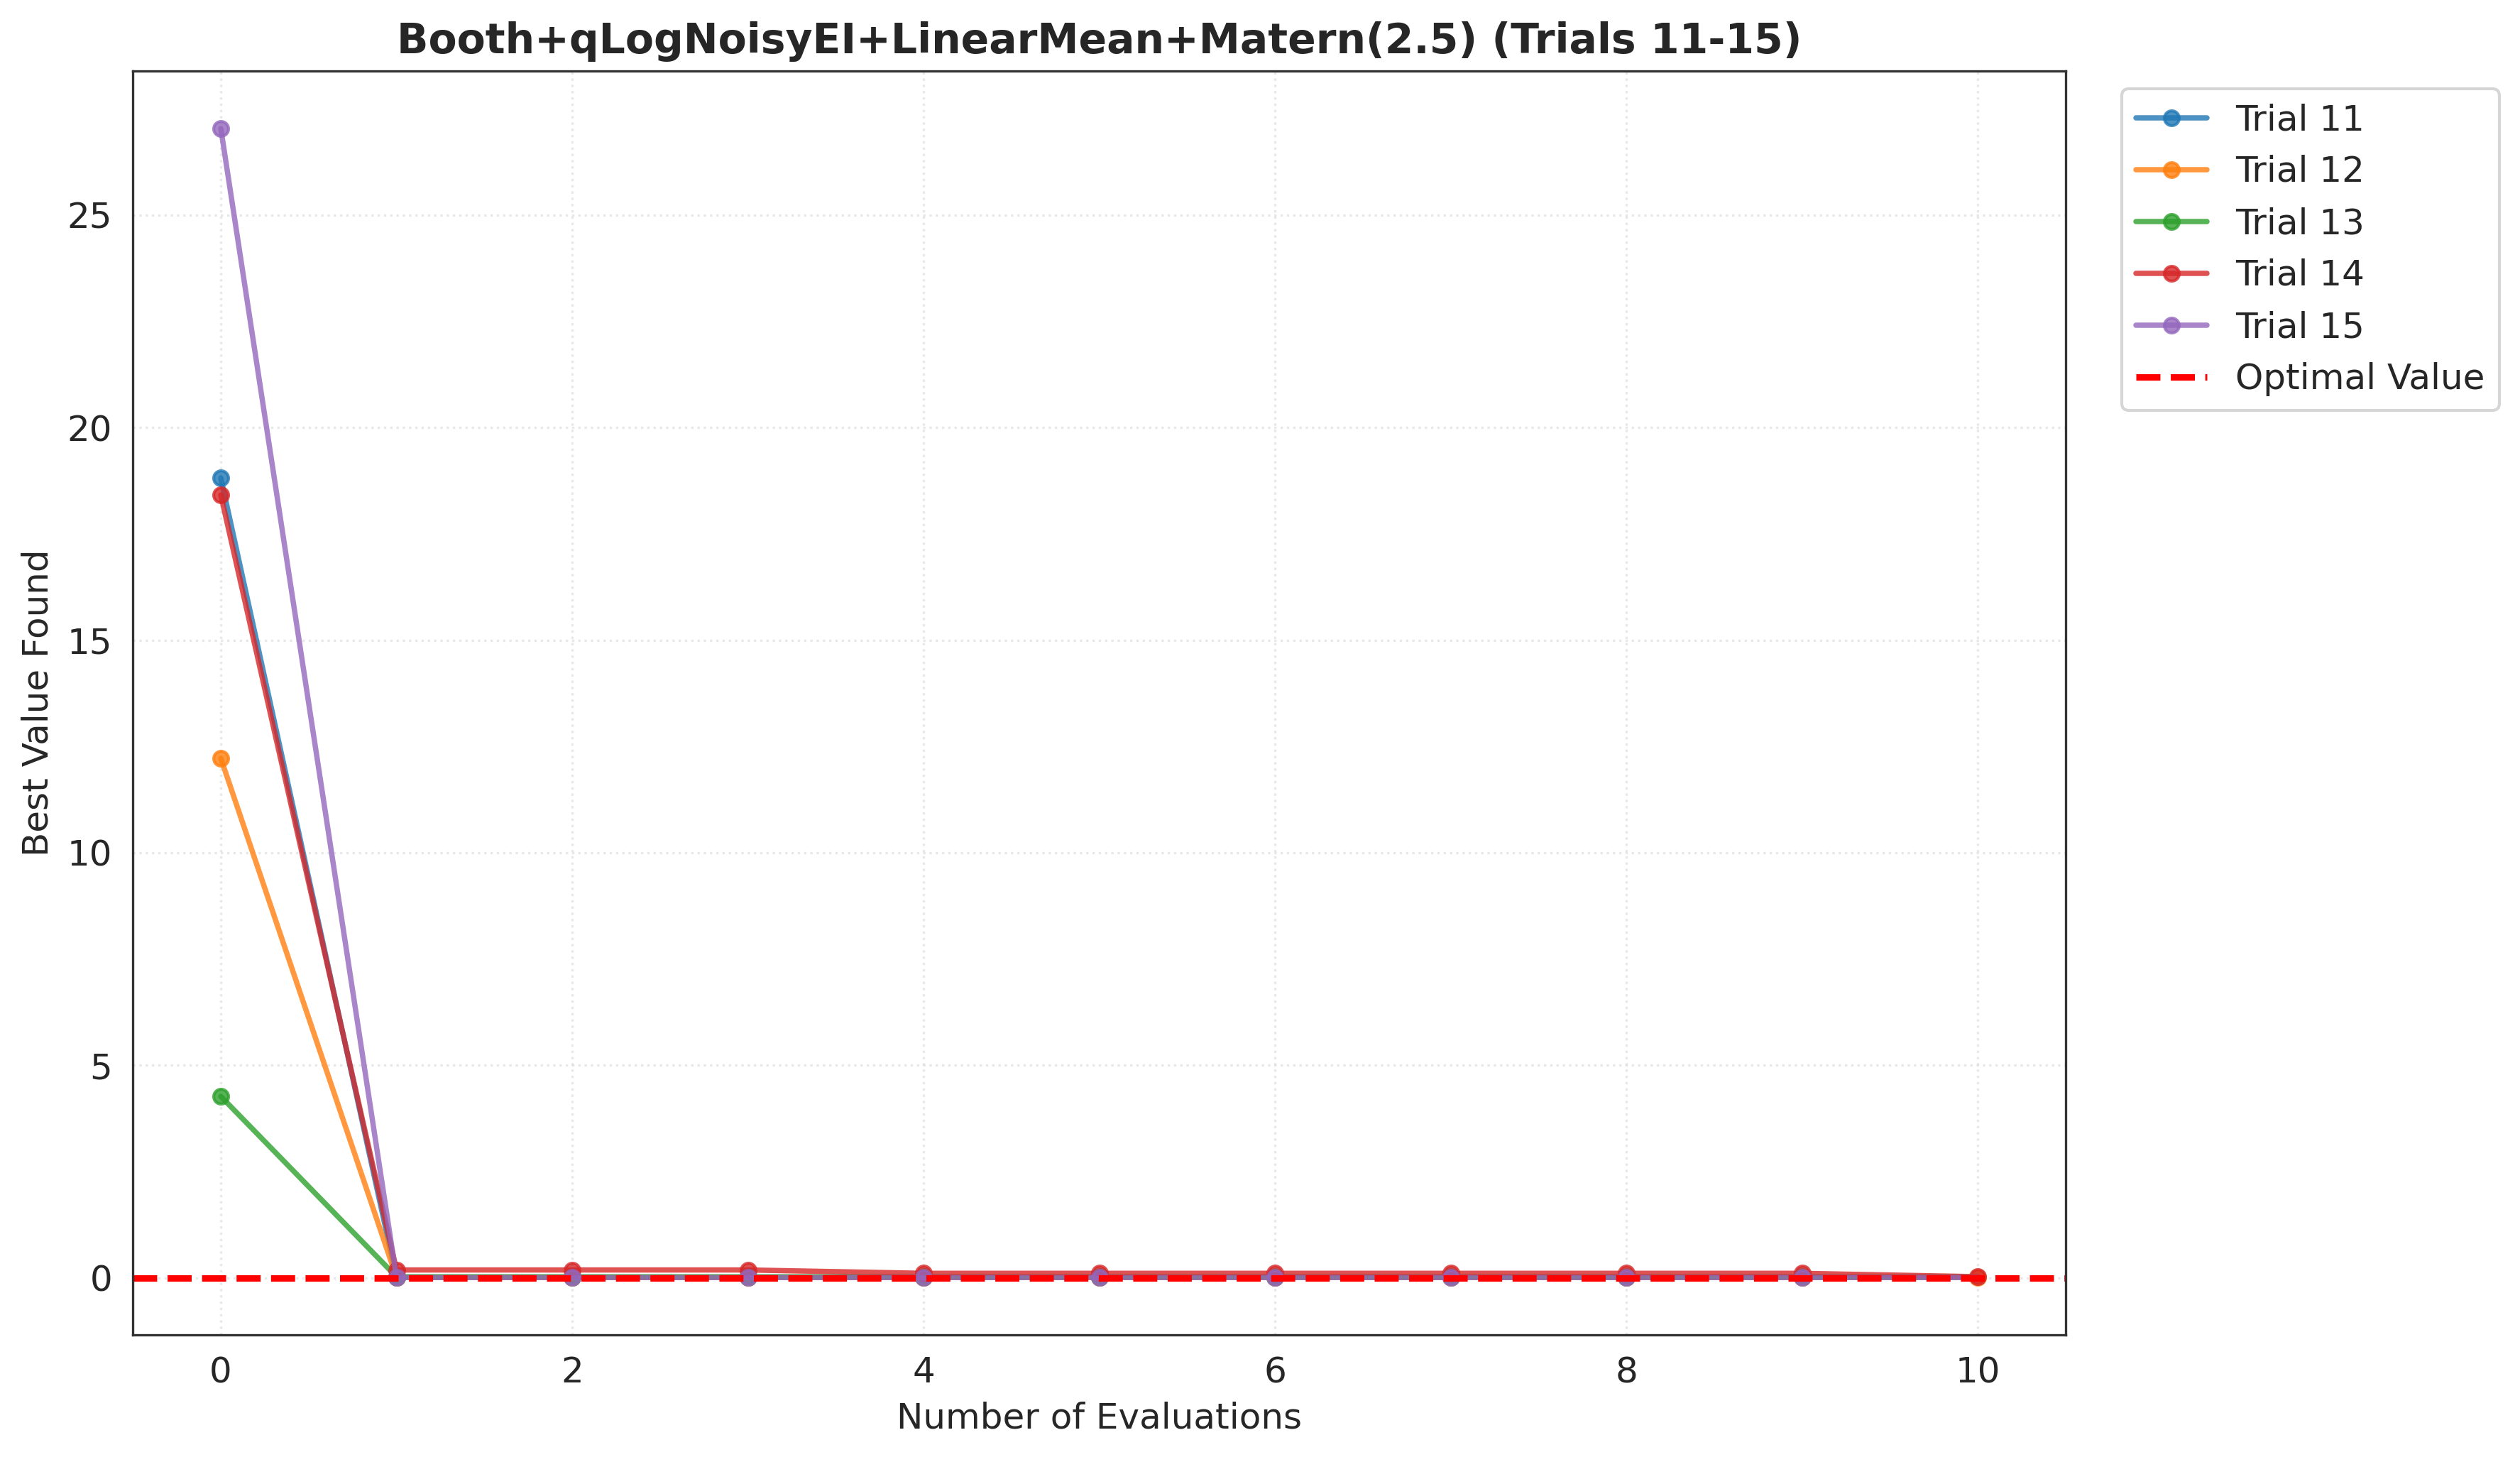 Booth+qLogNoisyEI+LinearMean+Matern(2.5) (Trials 11-15)
Trial 11
Trial 12
Trial 13
Trial 14
Trial 15
Optimal Value
Best Value Found
25
20
15
10
5
0
0 2 4 6 8 10
Number of Evaluations